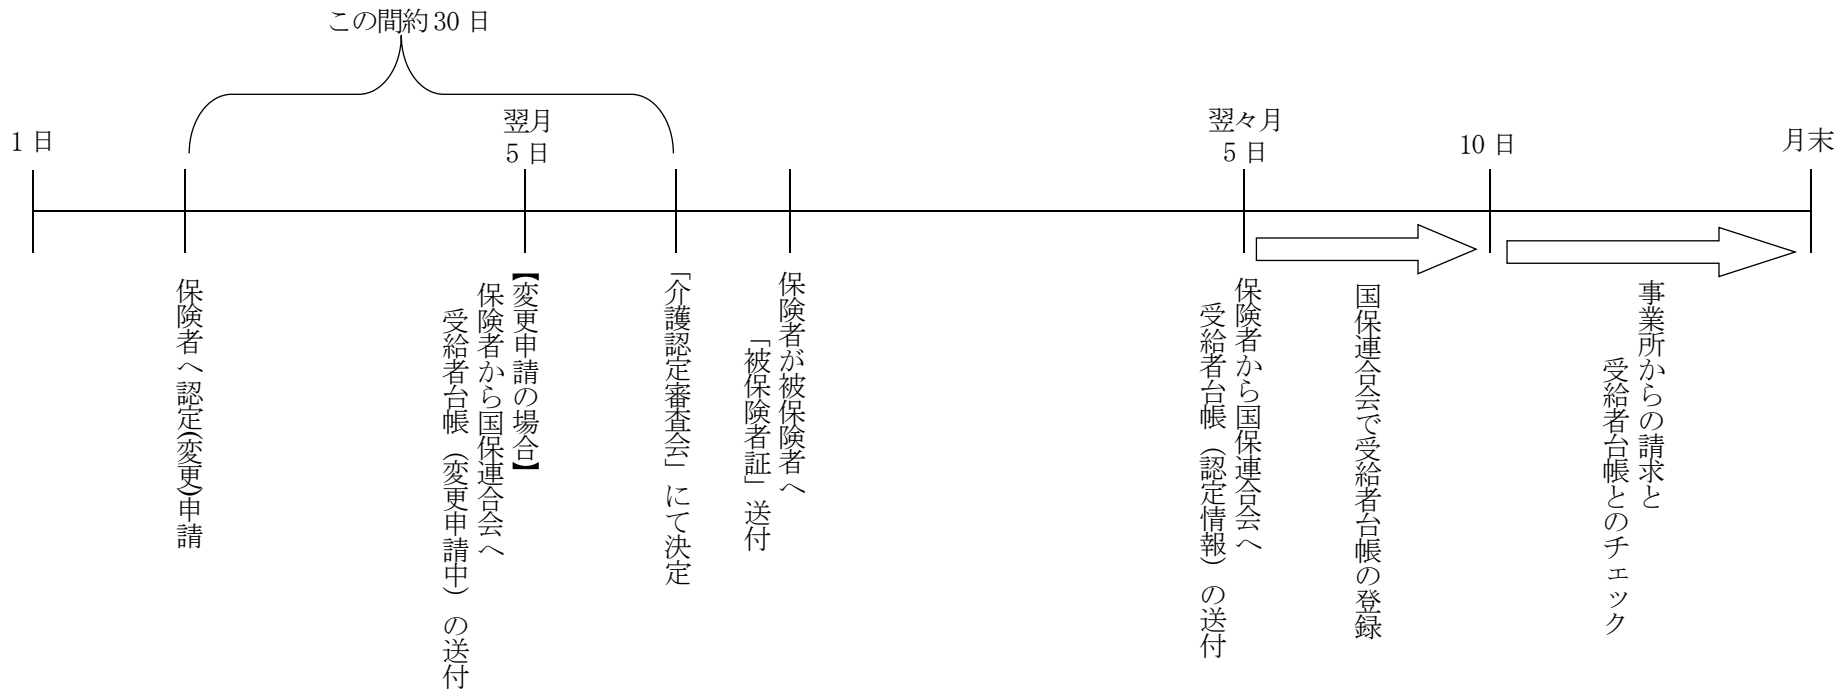 この間約30日
1日
翌月
5日
翌々月
5日
10日
月末
保険者へ認定(変更)申請
【変更申請の場合】
保険者から国保連合会へ
受給者台帳（変更申請中）の送付
「介護認定審査会」にて決定
保険者が被保険者へ
「被保険者証」送付
保険者から国保連合会へ
受給者台帳（認定情報）の送付
国保連合会で受給者台帳の登録
事業所からの請求と
受給者台帳とのチェック